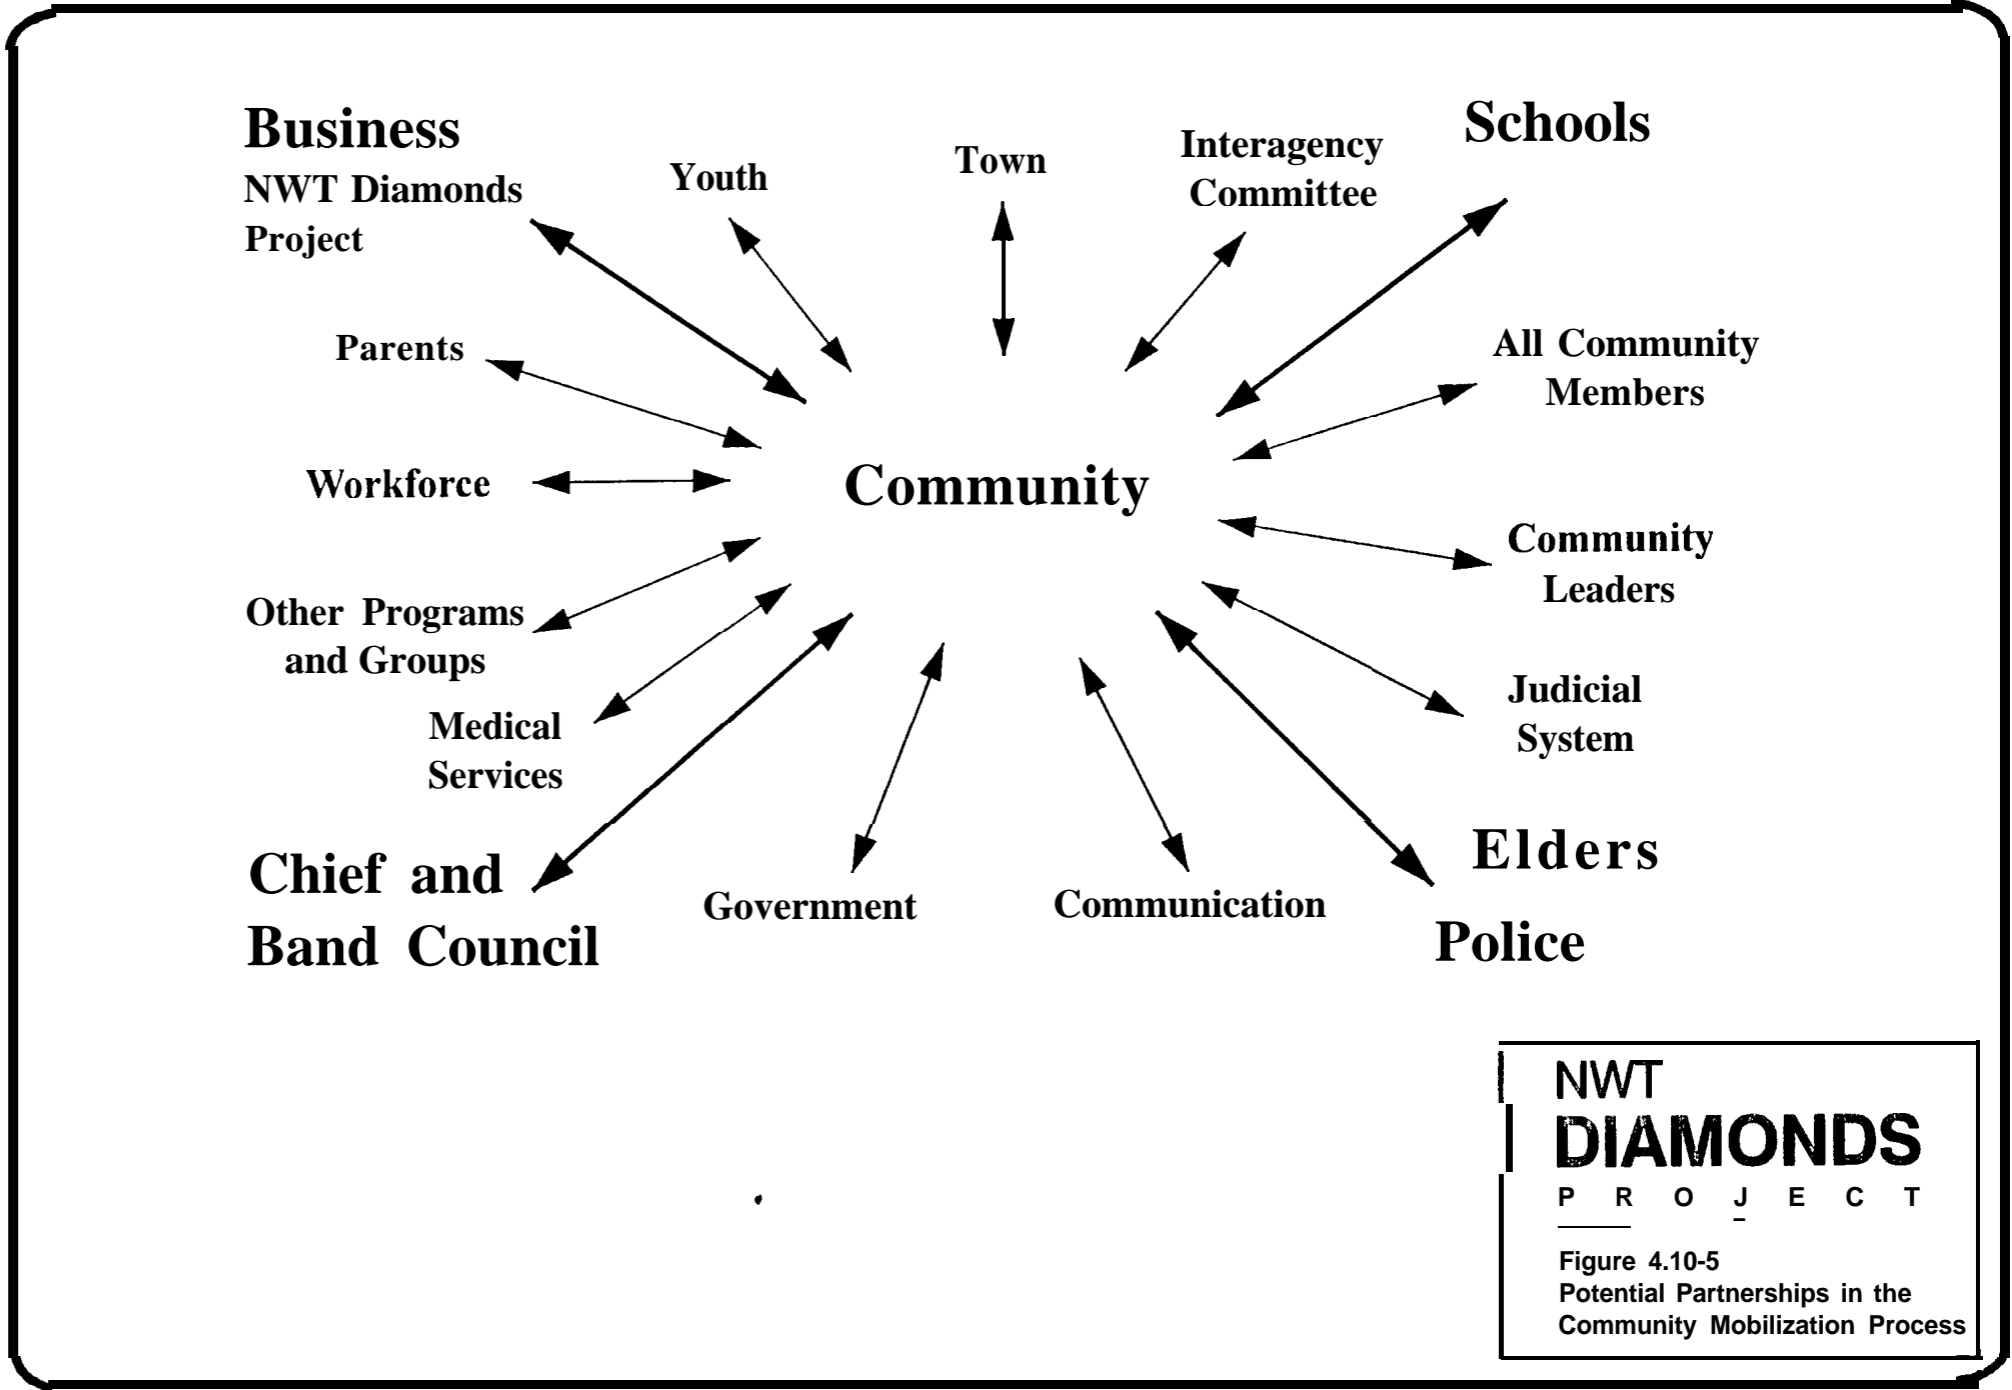 Business
NWT Diamonds
Project
Youth
Town
Interagency
Committee
Schools
Parents
All Community
Members
Workforce
Community
Community
Leaders
Other Programs
and Groups
Medical
Services
Judicial
System
Chief and
Band Council
Government
Communication
Elders
Police
NWT
DIAMONDS
PROJECT
Figure 4.10-5
Potential Partnerships in the
Community Mobilization Process